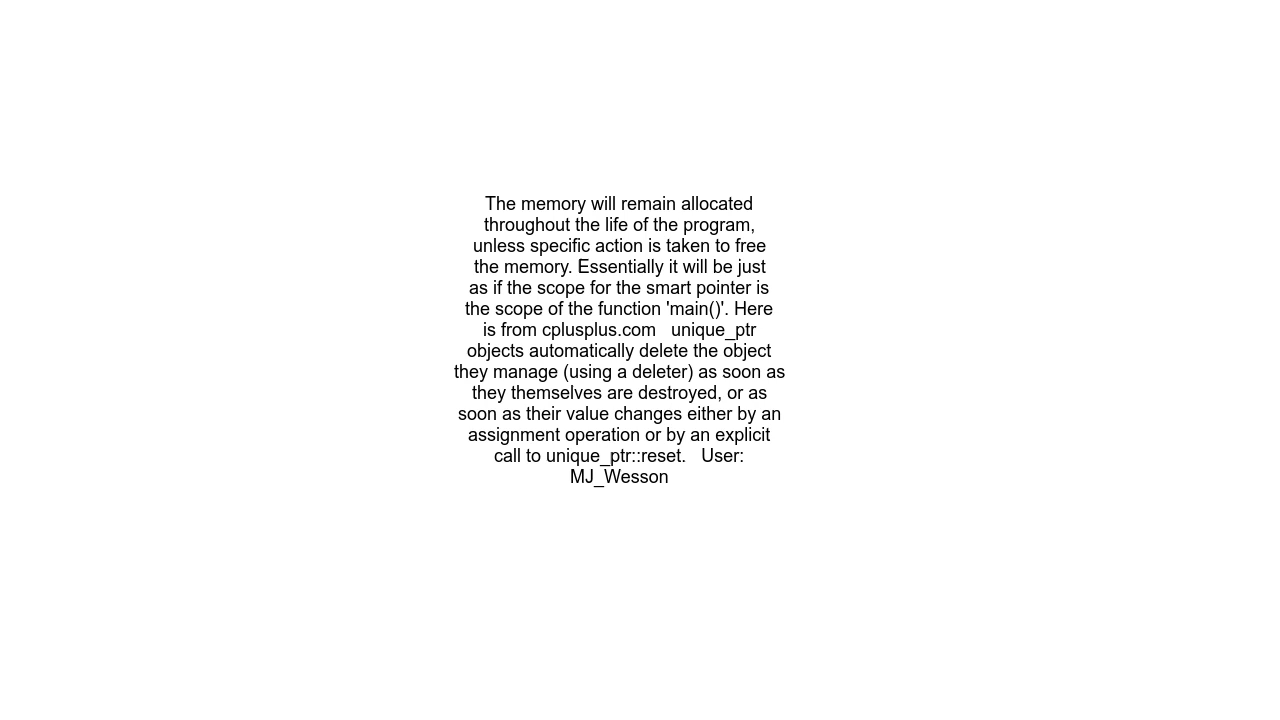 The memory will remain allocated
throughout the life of the program,
unless specific action is taken to free
the memory. Essentially it will be just
as if the scope for the smart pointer is
the scope of the function 'main()'. Here
is from cplusplus.com   unique_ptr
objects automatically delete the object
they manage (using a deleter) as soon as
they themselves are destroyed, or as
soon as their value changes either by an
assignment operation or by an explicit
call to unique_ptr::reset.   User:
MJ_Wesson